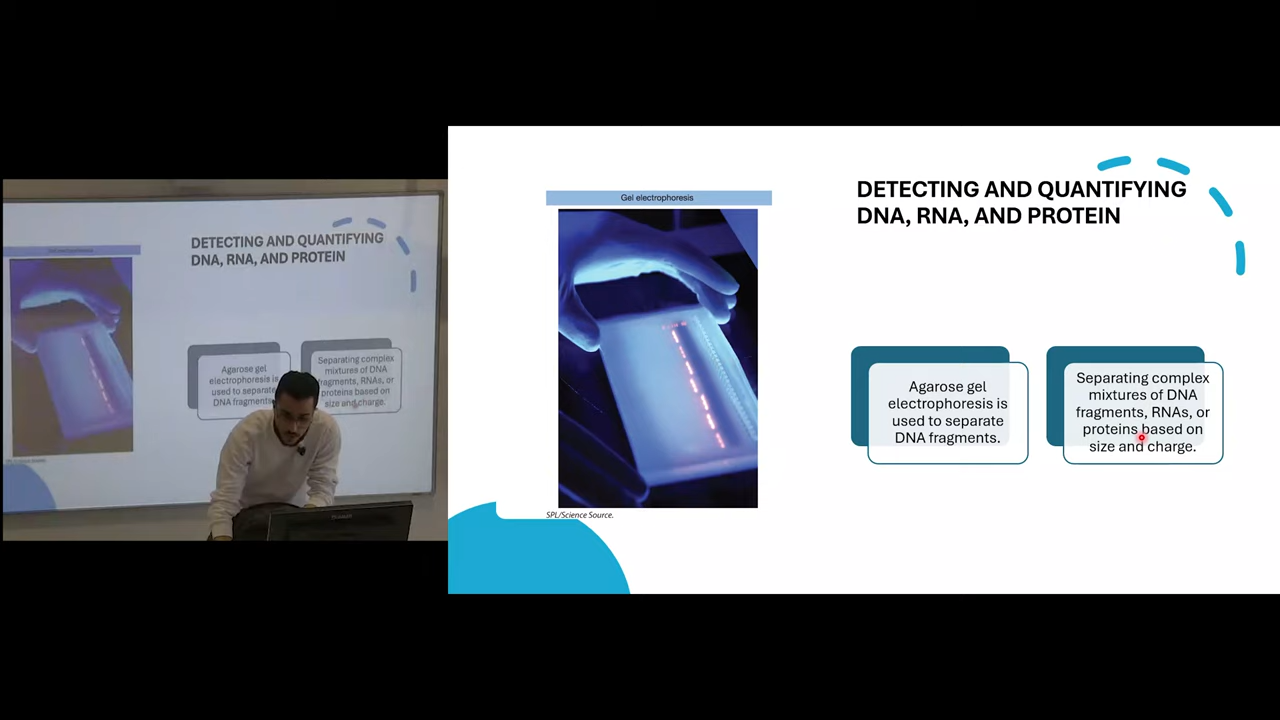 DETECTING AND QUANTIFYING
DNA, RNA, AND PROTEIN
Agarose gel
electrophoresis is
used to separate
DNA fragments.
Separating complex
mixtures of DNA
fragments, RNAs, or
proteins based on
size and charge.
Gel electrophoresis
DETECTING AND QUANTIFYING
DNA, RNA, AND PROTEIN
Agarose gel
electrophoresis is
used to separate
DNA fragments.
Separating complex
mixtures of DNA
fragments, RNAs, or
proteins based on
size and charge.
SPL/Science Source.